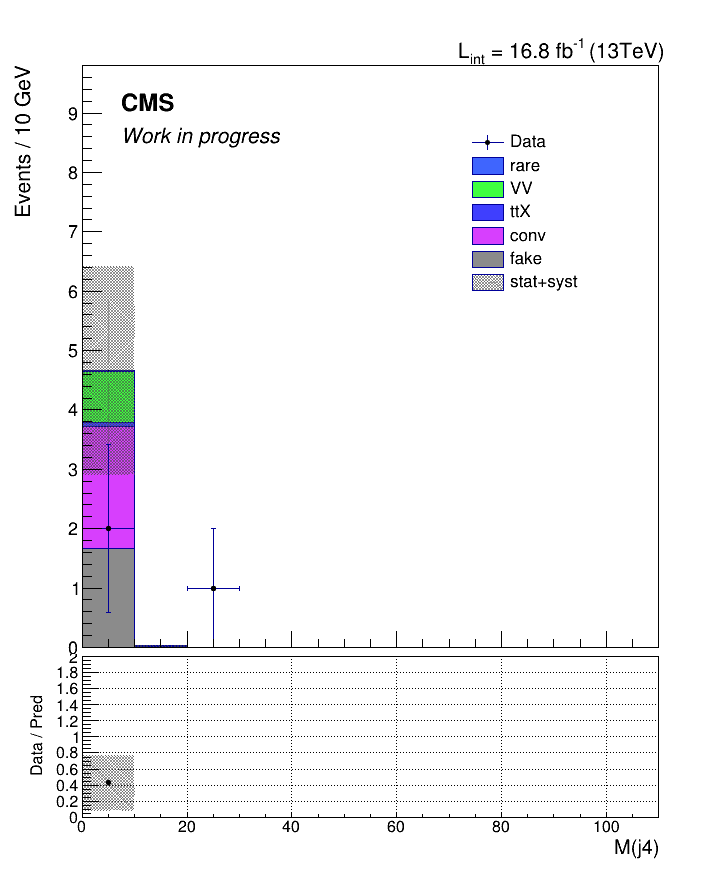 L_int = 16.8 fb^-1 (13TeV)
Events / 10 GeV
CMS
Work in progress
Data
rare
VV
ttX
conv
fake
stat+syst
9
8
7
6
5
4
3
2
1
0
Data / Pred
2
1.8
1.6
1.4
1.2
1
0.8
0.6
0.4
0.2
0
0 20 40 60 80 100
M(j4)